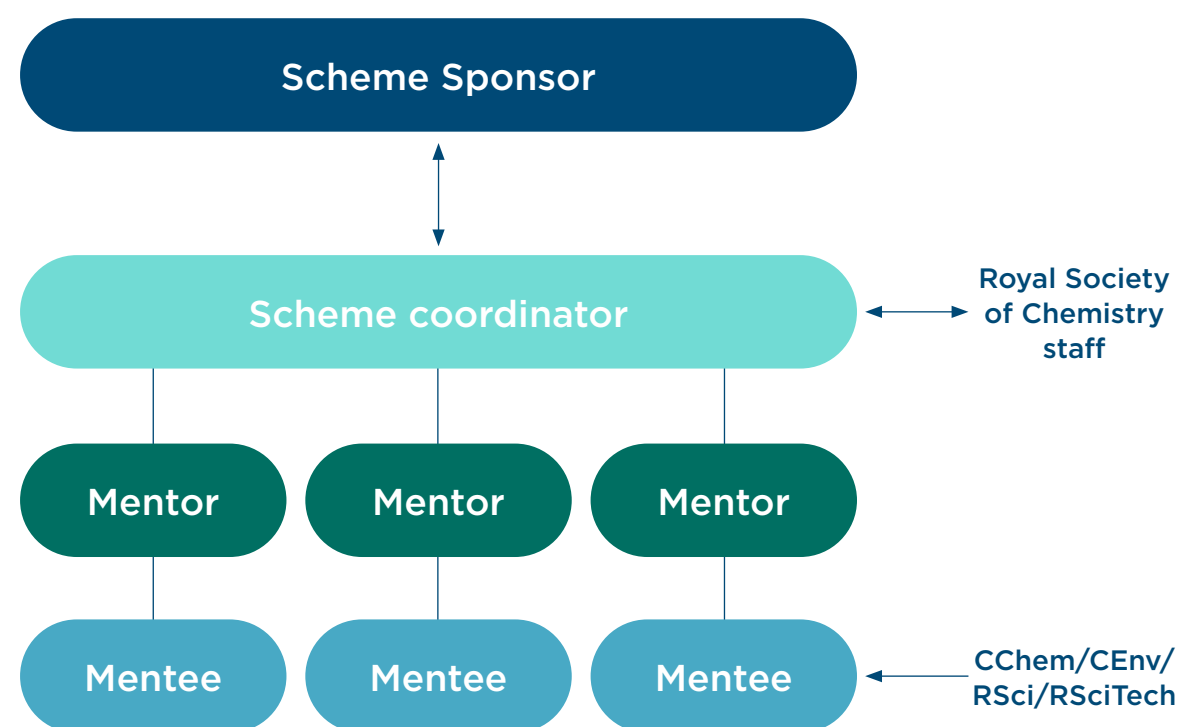 Scheme Sponsor
Scheme coordinator
Royal Society
of Chemistry
staff
Mentor
Mentor
Mentor
Mentee
Mentee
Mentee
CChem/CEnv/
RSci/RSciTech